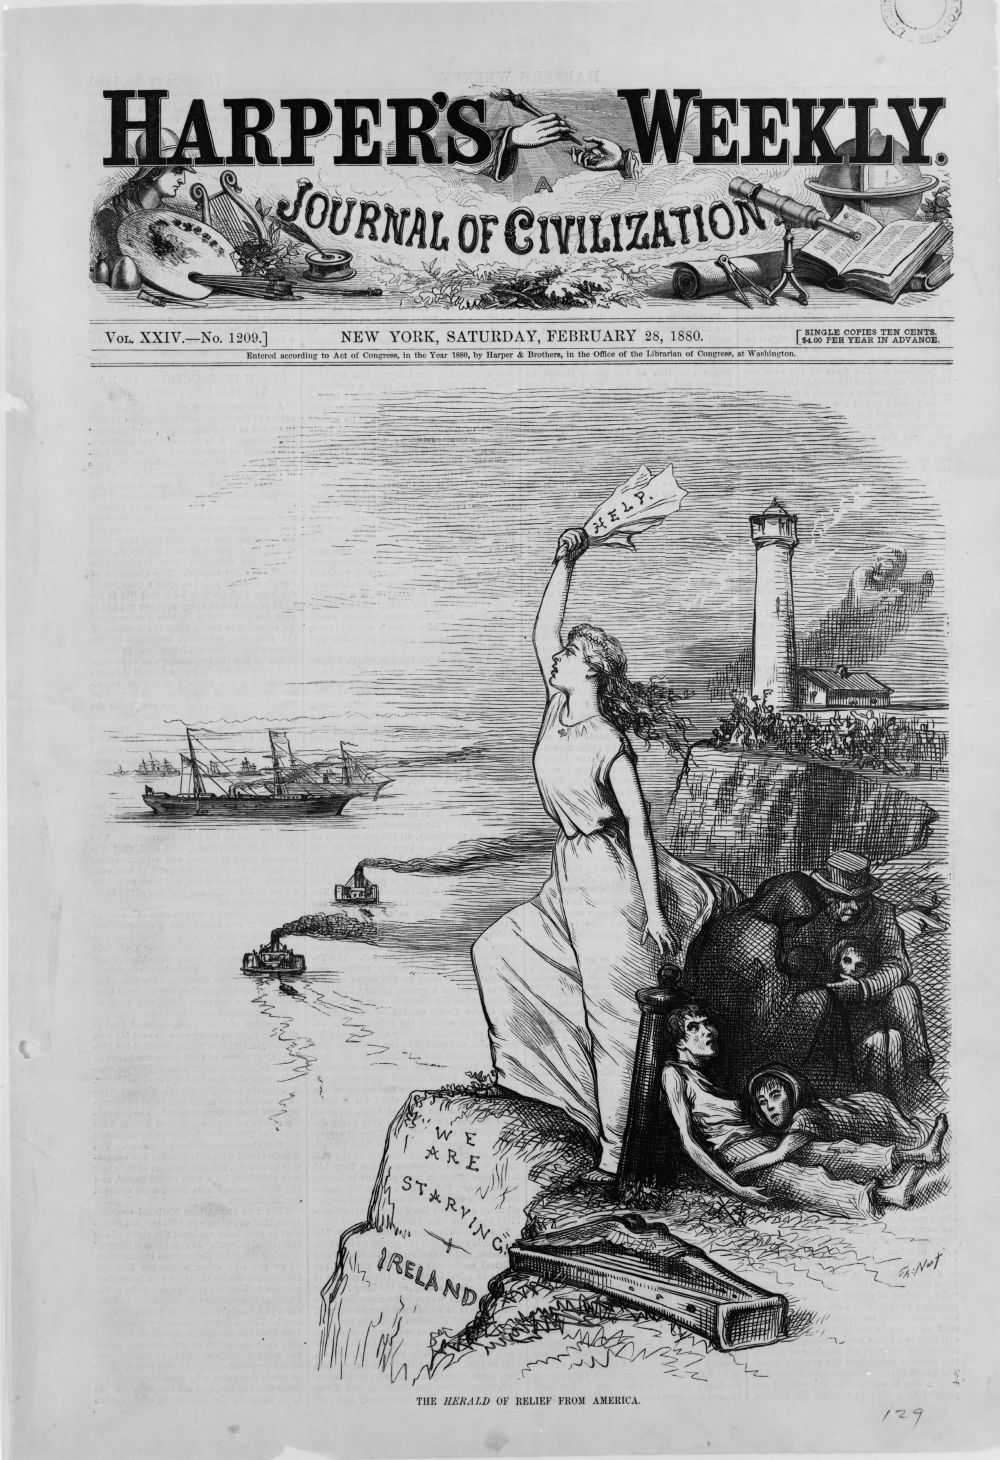 HARPER'S WEEKLY.
A
JOURNAL OF CIVILIZATION
VOL. XXIV.—No. 1209.]
NEW YORK, SATURDAY, FEBRUARY 28, 1880.
[SINGLE COPIES TEN CENTS.
$4.00 PER YEAR IN ADVANCE.
Entered according to Act of Congress, in the Year 1880, by Harper & Brothers, in the Office of the Librarian of Congress, at Washington.
HELP.
"WE
ARE
STARVING"
IRELAND
Th: Nast
THE HERALD OF RELIEF FROM AMERICA.
129